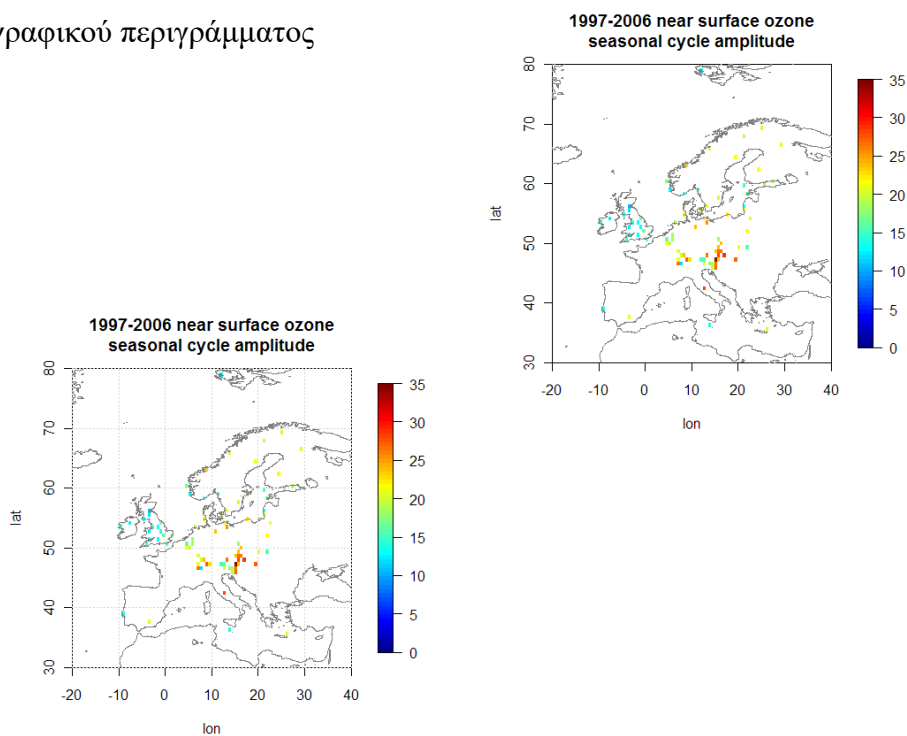 γραφικού περιγράμματος
1997-2006 near surface ozone
seasonal cycle amplitude
80
70
60
50
40
30
lat
-20 -10 0 10 20 30 40
lon
35
30
25
20
15
10
5
0
1997-2006 near surface ozone
seasonal cycle amplitude
80
70
60
50
40
30
lat
-20 -10 0 10 20 30 40
lon
35
30
25
20
15
10
5
0